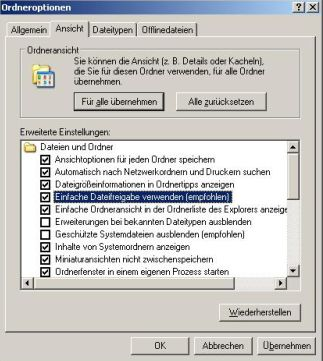 Ordneroptionen
Allgemein Ansicht Dateitypen Offlinedateien
Ordneransicht
Sie können die Ansicht (z. B. Details oder Kacheln),
die Sie für diesen Ordner verwenden, für alle Ordner
übernehmen.
Für alle übernehmen Alle zurücksetzen
Erweiterte Einstellungen:
Dateien und Ordner
Ansichtoptionen für jeden Ordner speichern
Automatisch nach Netzwerkordnern und Druckern suchen
Dateigrößeinformationen in Ordnertipps anzeigen
Einfache Dateifreigabe verwenden (empfohlen)
Einfache Ordneransicht in der Ordnerliste des Explorers anzeige
Erweiterungen bei bekannten Dateitypen ausblenden
Geschützte Systemdateien ausblenden (empfohlen)
Inhalte von Systemordnern anzeigen
Miniaturansichten nicht zwischenspeichern
Ordnerfenster in einem eigenen Prozess starten
Wiederherstellen
OK Abbrechen Übernehmen